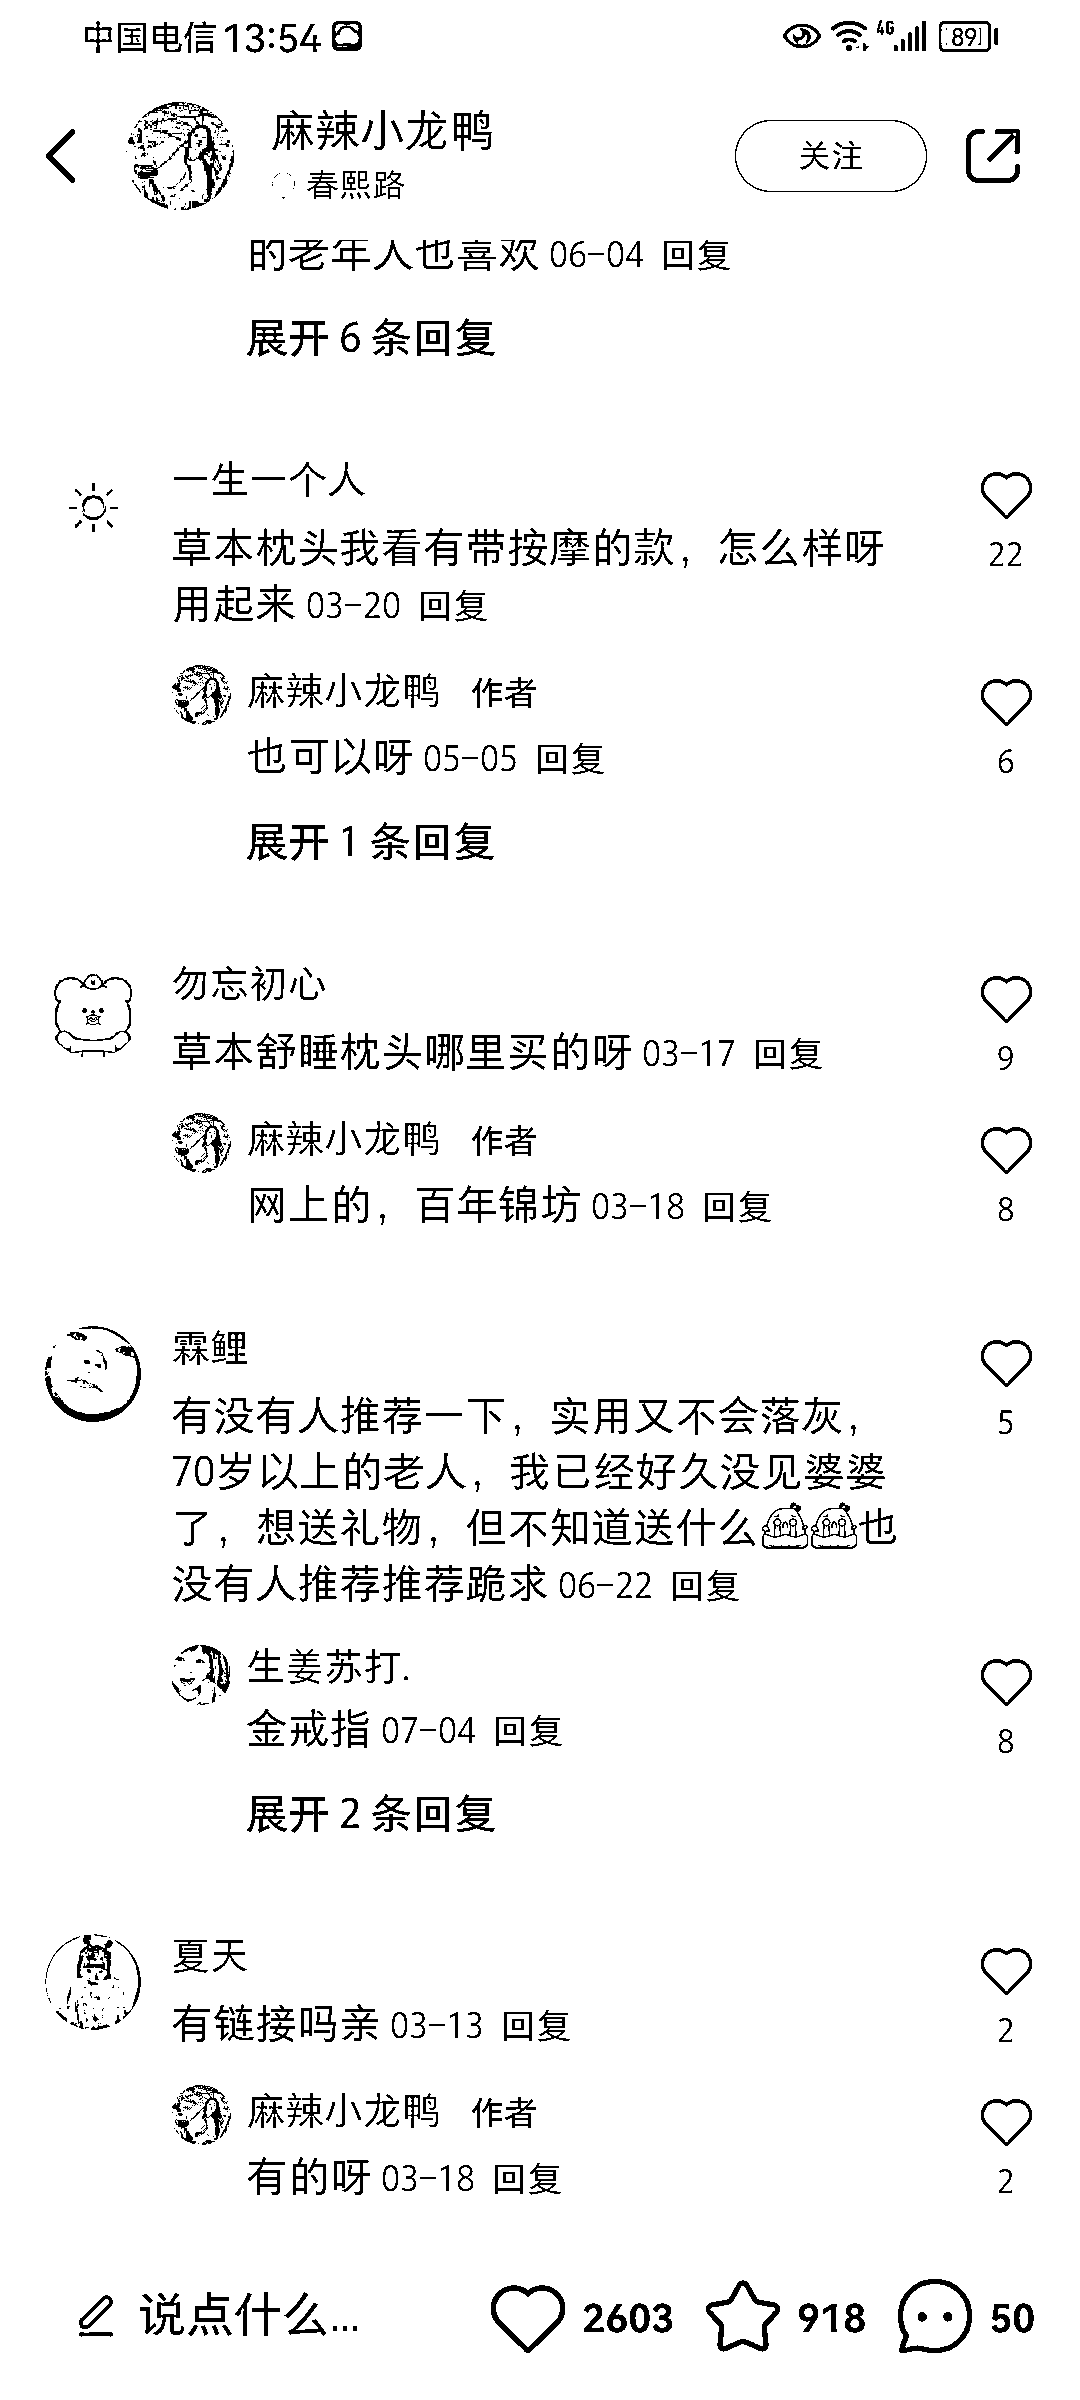 中国电信 13:54
4G 89
麻辣小龙鸭
关注
春熙路
的老年人也喜欢 06-04 回复
展开 6 条回复
一生一个人
草本枕头我看有带按摩的款，怎么样呀
22
用起来 03-20 回复
麻辣小龙鸭 作者
也可以呀 05-05 回复
6
展开 1 条回复
勿忘初心
草本舒睡枕头哪里买的呀 03-17 回复
9
麻辣小龙鸭 作者
网上的，百年锦坊 03-18 回复
8
霖鲤
有没有人推荐一下，实用又不会落灰，
5
70岁以上的老人，我已经好久没见婆婆
了，想送礼物，但不知道送什么也
没有人推荐推荐跪求 06-22 回复
生姜苏打.
金戒指 07-04 回复
8
展开 2 条回复
夏天
有链接吗亲 03-13 回复
2
麻辣小龙鸭 作者
有的呀 03-18 回复
2
说点什么... 2603 918 50